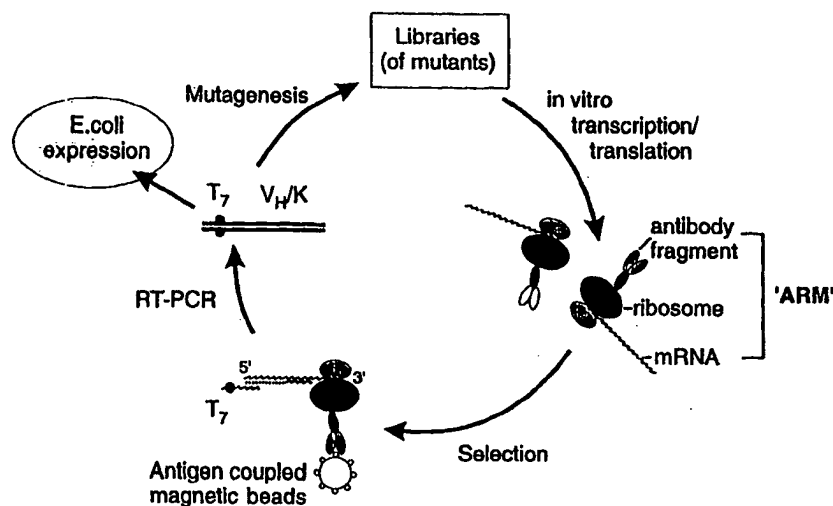 Libraries
(of mutants)
Mutagenesis
in vitro
transcription/
translation
E.coli
expression
T7
VH/K
antibody
fragment
'ARM'
ribosome
mRNA
RT-PCR
5'
3'
T7
Selection
Antigen coupled
magnetic beads